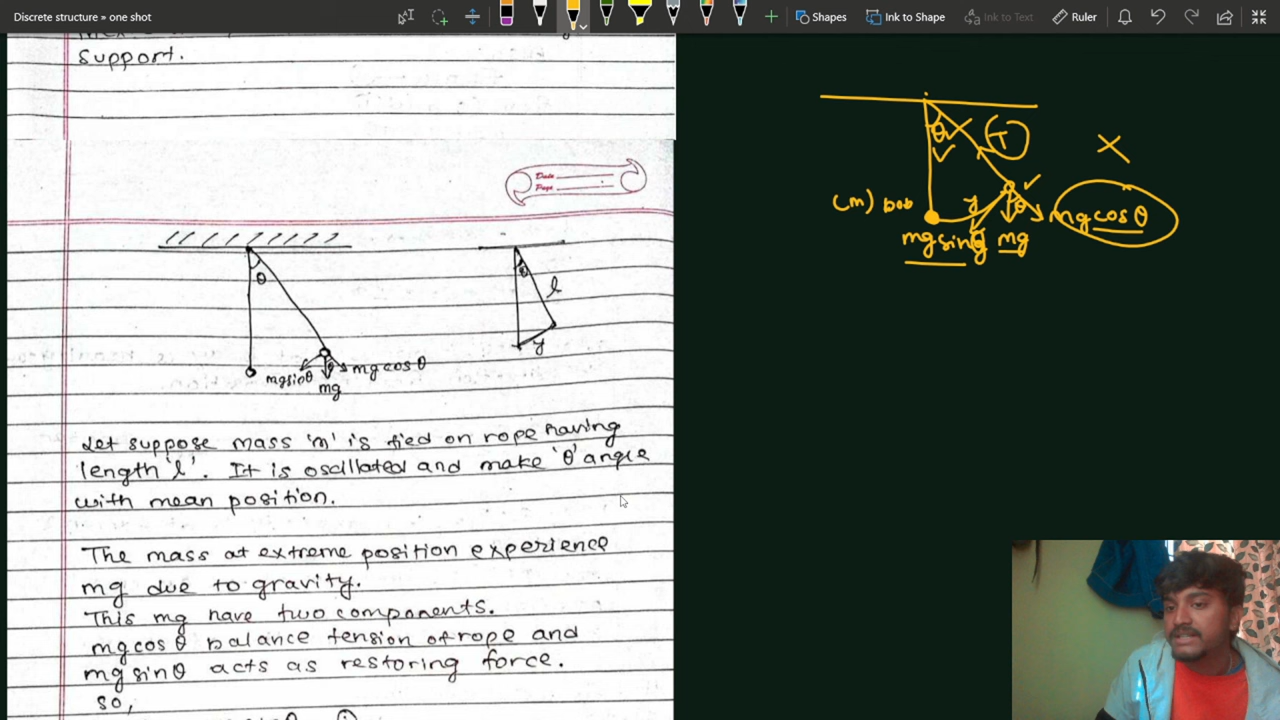 Discrete structure » one shot
Shapes
Ink to Shape
Ink to Text
Ruler
support.
Date
Page
θ
mgsinθ
mg
mgcosθ
θ
l
y
Let suppose mass 'm' is tied on rope having
length 'l'. It is oscillated and make 'θ' angle
with mean position.
The mass at extreme position experience
mg due to gravity.
This mg have two components.
mgcosθ balance tension of rope and
mgsinθ acts as restoring force.
so,
θ
T
(m) bob
y
θ
mgcosθ
mgsinθ
mg